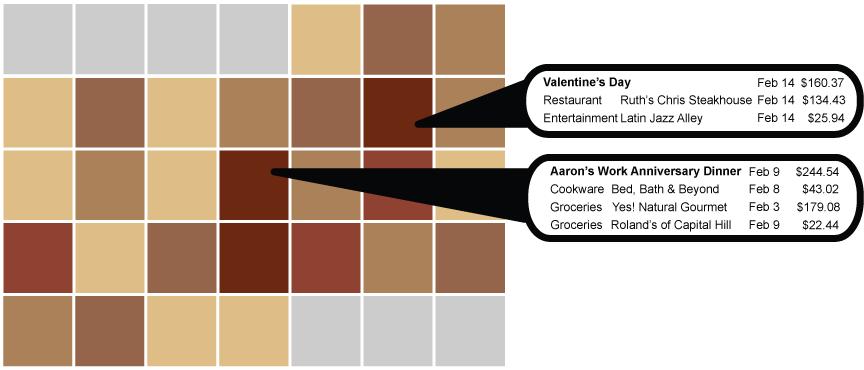 Valentine's Day Feb 14 $160.37
Restaurant Ruth's Chris Steakhouse Feb 14 $134.43
Entertainment Latin Jazz Alley Feb 14 $25.94
Aaron's Work Anniversary Dinner Feb 9 $244.54
Cookware Bed, Bath & Beyond Feb 8 $43.02
Groceries Yes! Natural Gourmet Feb 3 $179.08
Groceries Roland's of Capital Hill Feb 9 $22.44